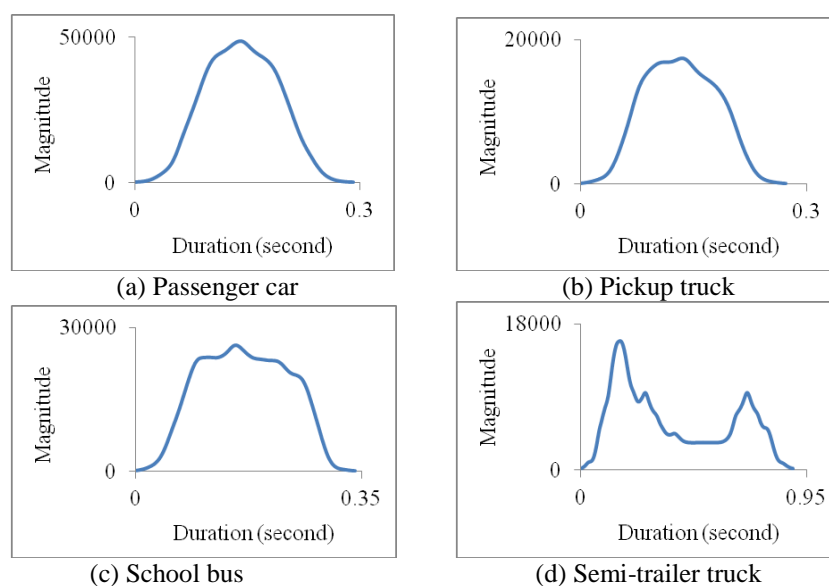 50000
Magnitude
0
0
0.3
Duration (second)
(a) Passenger car
20000
Magnitude
0
0
0.3
Duration (second)
(b) Pickup truck
30000
Magnitude
0
0
0.35
Duration (second)
(c) School bus
18000
Magnitude
0
0
0.95
Duration (second)
(d) Semi-trailer truck